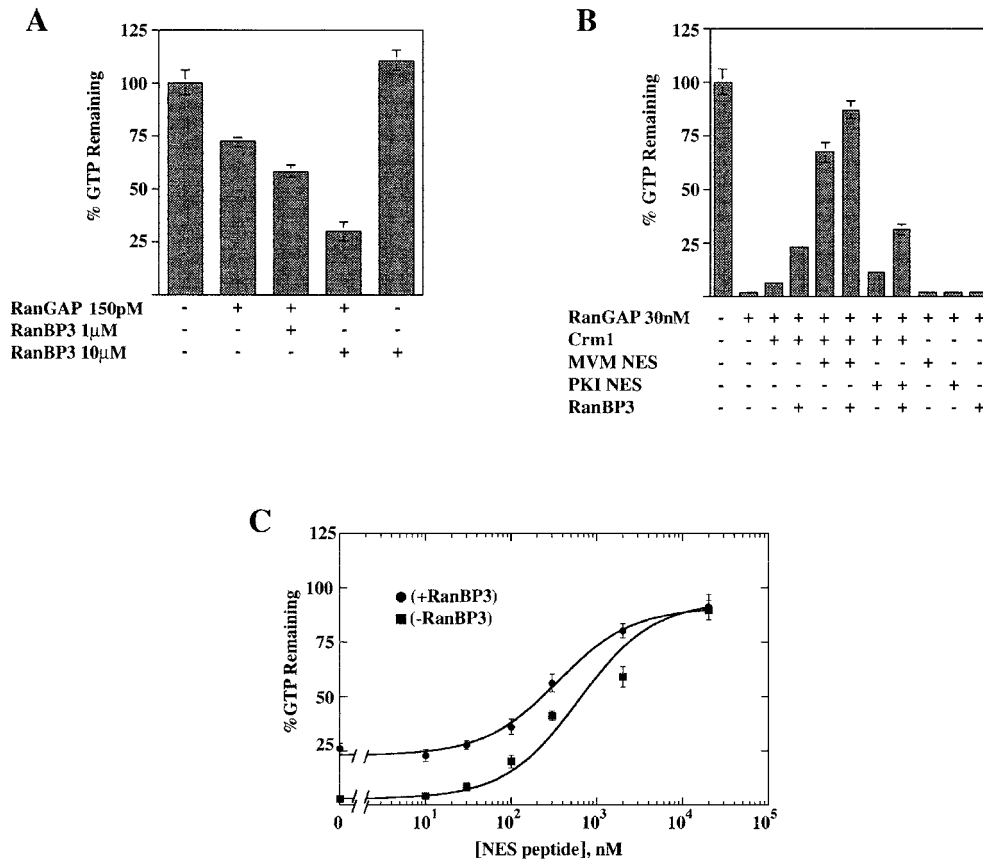 A
% GTP Remaining
125
100
75
50
25
RanGAP 150pM - + + + -
RanBP3 1µM - - + - -
RanBP3 10µM - - - + +
B
% GTP Remaining
125
100
75
50
25
RanGAP 30nM - + + + + + + + + + +
Crm1 - - + + + + + + - - -
MVM NES - - - - + + - - + - -
PKI NES - - - - - - + + - + -
RanBP3 - - - + - + - + - - +
C
%GTP Remaining
125
100
75
50
25
(+RanBP3)
(-RanBP3)
0 10¹ 10² 10³ 10⁴ 10⁵
[NES peptide], nM